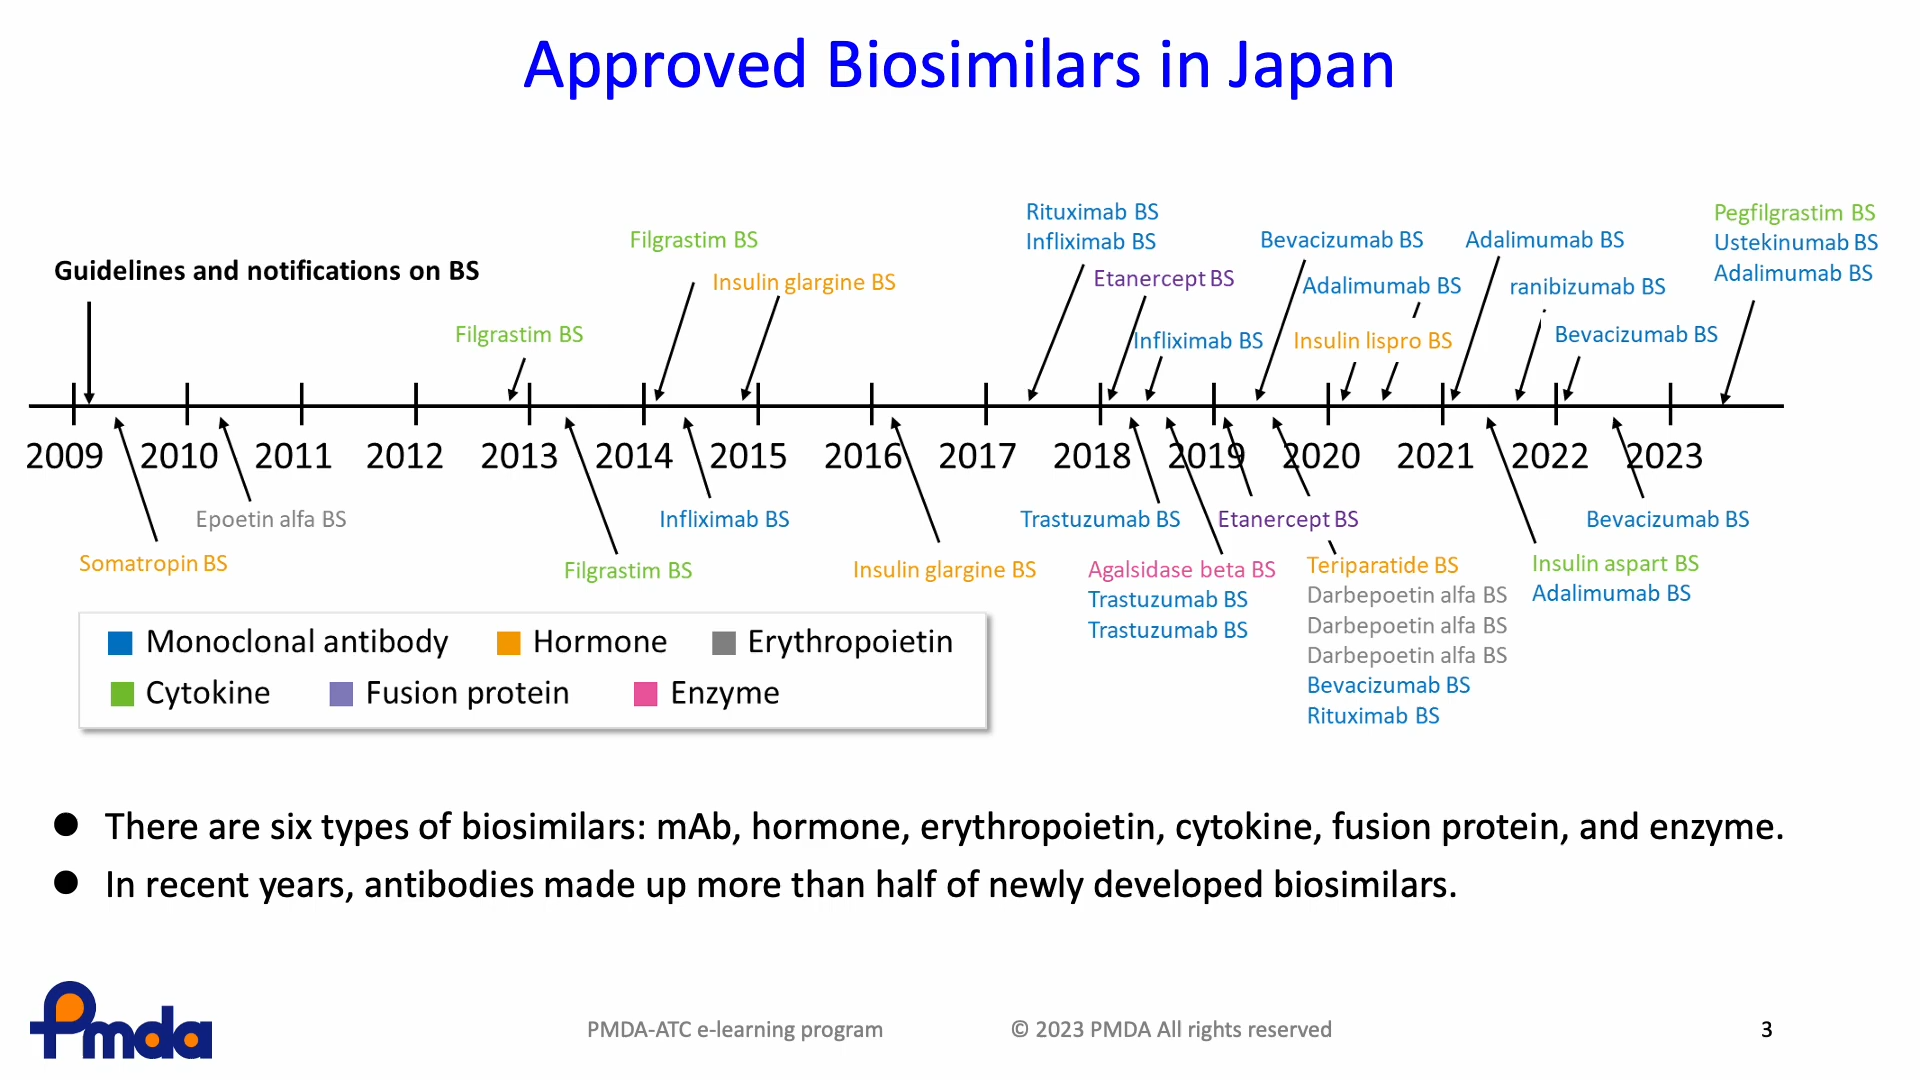 Approved Biosimilars in Japan
Guidelines and notifications on BS
Filgrastim BS
Filgrastim BS
Insulin glargine BS
Rituximab BS
Infliximab BS
Etanercept BS
Infliximab BS
Bevacizumab BS
Adalimumab BS
Insulin lispro BS
Adalimumab BS
ranibizumab BS
Bevacizumab BS
Pegfilgrastim BS
Ustekinumab BS
Adalimumab BS
2009 2010 2011 2012 2013 2014 2015 2016 2017 2018 2019 2020 2021 2022 2023
Somatropin BS
Epoetin alfa BS
Filgrastim BS
Infliximab BS
Insulin glargine BS
Trastuzumab BS
Agalsidase beta BS
Trastuzumab BS
Trastuzumab BS
Etanercept BS
Teriparatide BS
Darbepoetin alfa BS
Darbepoetin alfa BS
Darbepoetin alfa BS
Bevacizumab BS
Rituximab BS
Insulin aspart BS
Adalimumab BS
Bevacizumab BS
Monoclonal antibody Hormone Erythropoietin
Cytokine Fusion protein Enzyme
● There are six types of biosimilars: mAb, hormone, erythropoietin, cytokine, fusion protein, and enzyme.
● In recent years, antibodies made up more than half of newly developed biosimilars.
Pmda
PMDA-ATC e-learning program
© 2023 PMDA All rights reserved
3